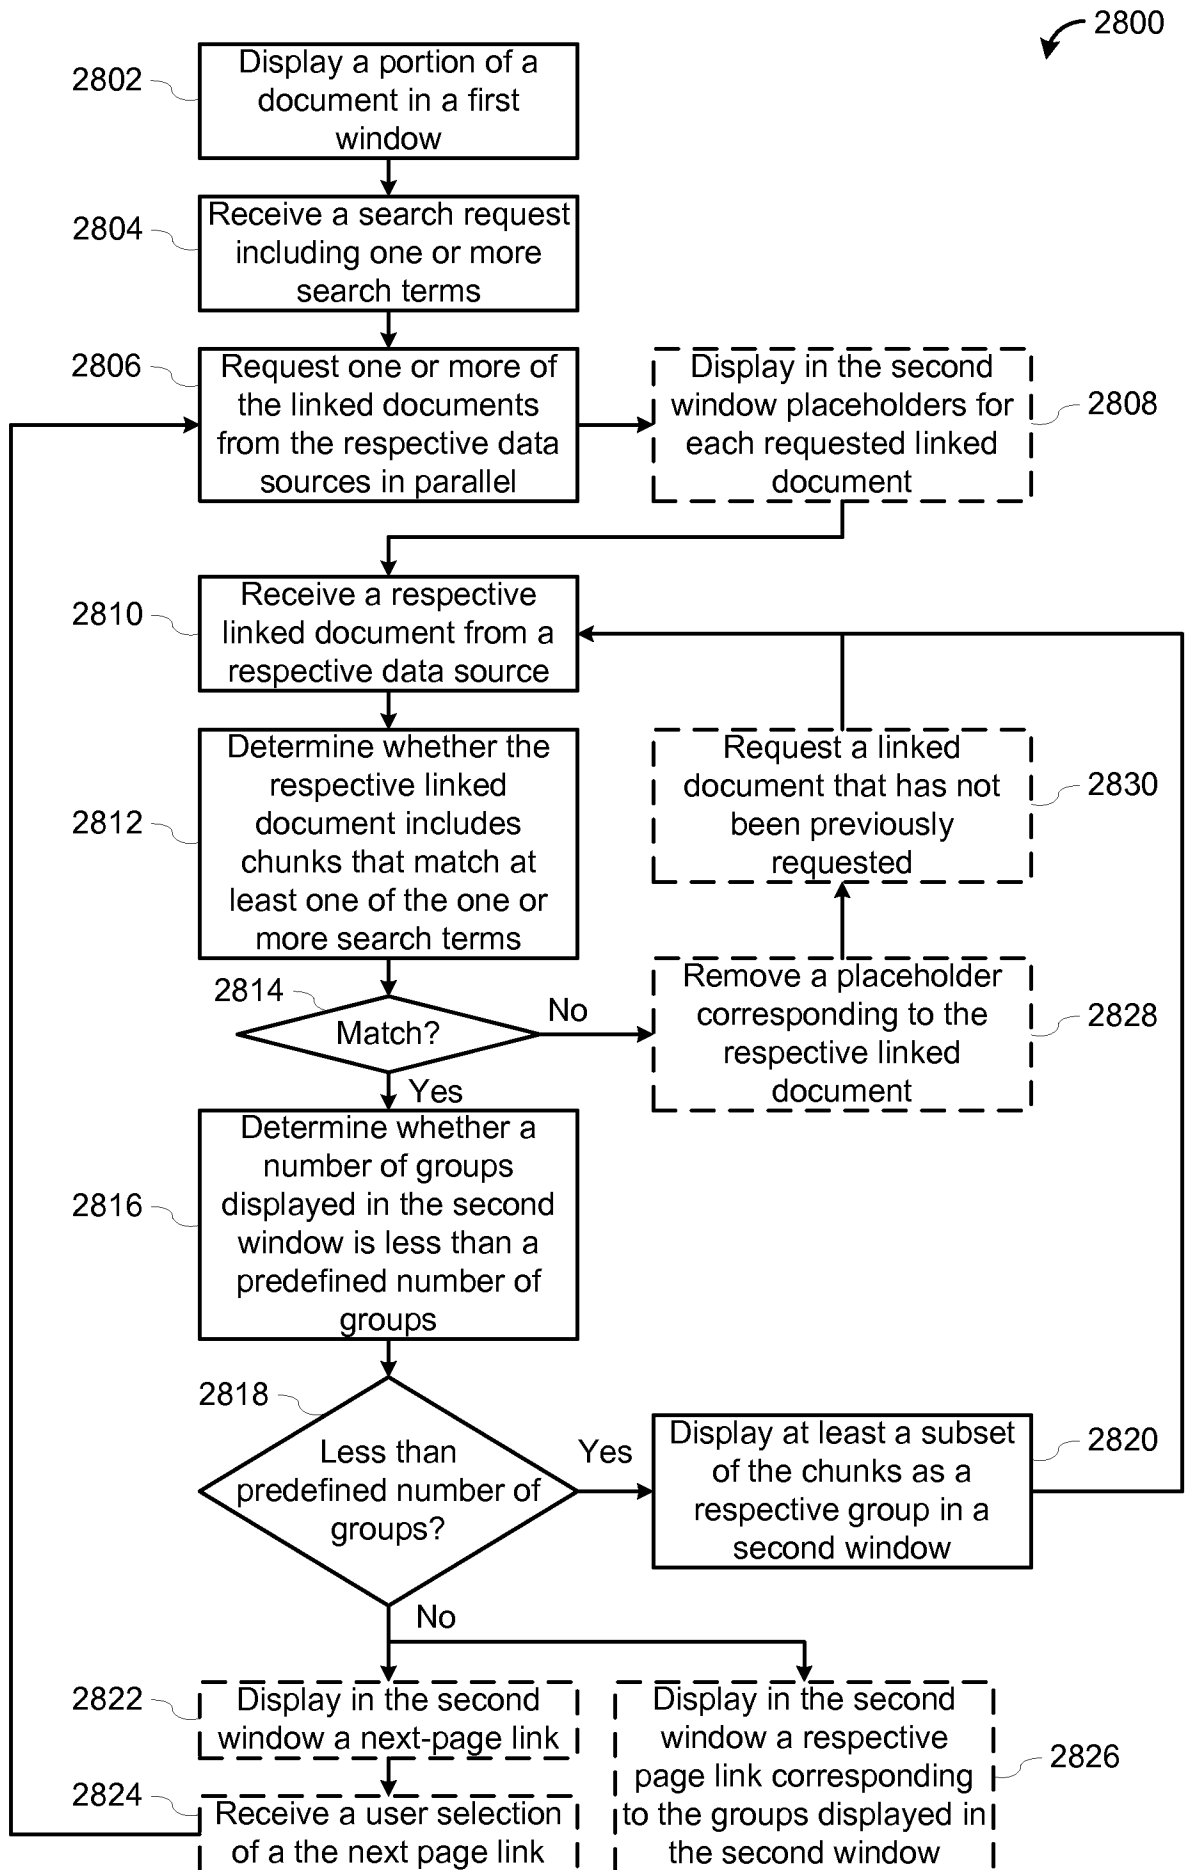 2800
2802
Display a portion of a
document in a first
window
2804
Receive a search request
including one or more
search terms
2806
Request one or more of
the linked documents
from the respective data
sources in parallel
Display in the second
window placeholders for
each requested linked
document
2808
2810
Receive a respective
linked document from a
respective data source
2812
Determine whether the
respective linked
document includes
chunks that match at
least one of the one or
more search terms
Request a linked
document that has not
been previously
requested
2830
2814
Match?
No
Yes
Remove a placeholder
corresponding to the
respective linked
document
2828
2816
Determine whether a
number of groups
displayed in the second
window is less than a
predefined number of
groups
2818
Less than
predefined number of
groups?
Yes
No
Display at least a subset
of the chunks as a
respective group in a
second window
2820
2822
Display in the second
window a next-page link
2824
Receive a user selection
of a the next page link
Display in the second
window a respective
page link corresponding
to the groups displayed in
the second window
2826